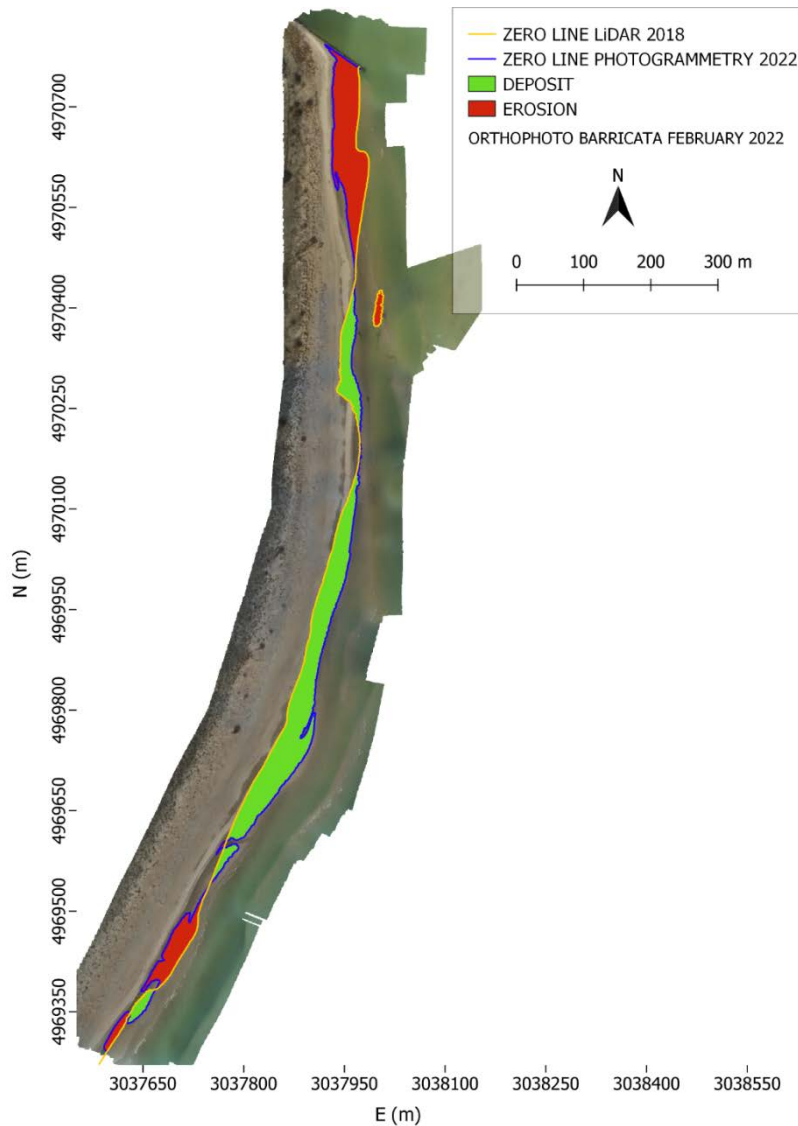 ZERO LINE LiDAR 2018
ZERO LINE PHOTOGRAMMETRY 2022
DEPOSIT
EROSION
ORTHOPHOTO BARRICATA FEBRUARY 2022
N
0 100 200 300 m
4970700
4970550
4970400
4970250
4970100
4969950
4969800
4969650
4969500
4969350
N (m)
3037650 3037800 3037950 3038100 3038250 3038400 3038550
E (m)